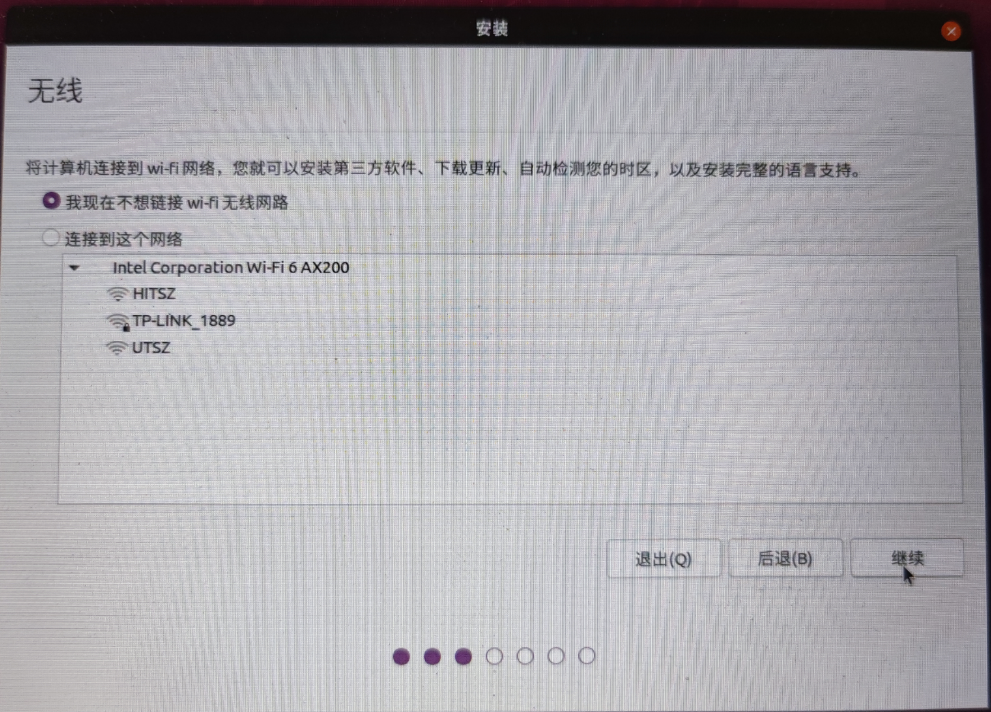 安装
无线
将计算机连接到 wi-fi 网络，您就可以安装第三方软件、下载更新、自动检测您的时区，以及安装完整的语言支持。
我现在不想链接 wi-fi 无线网路
连接到这个网络
Intel Corporation Wi-Fi 6 AX200
HITSZ
TP-LINK_1889
UTSZ
退出(Q) 后退(B) 继续